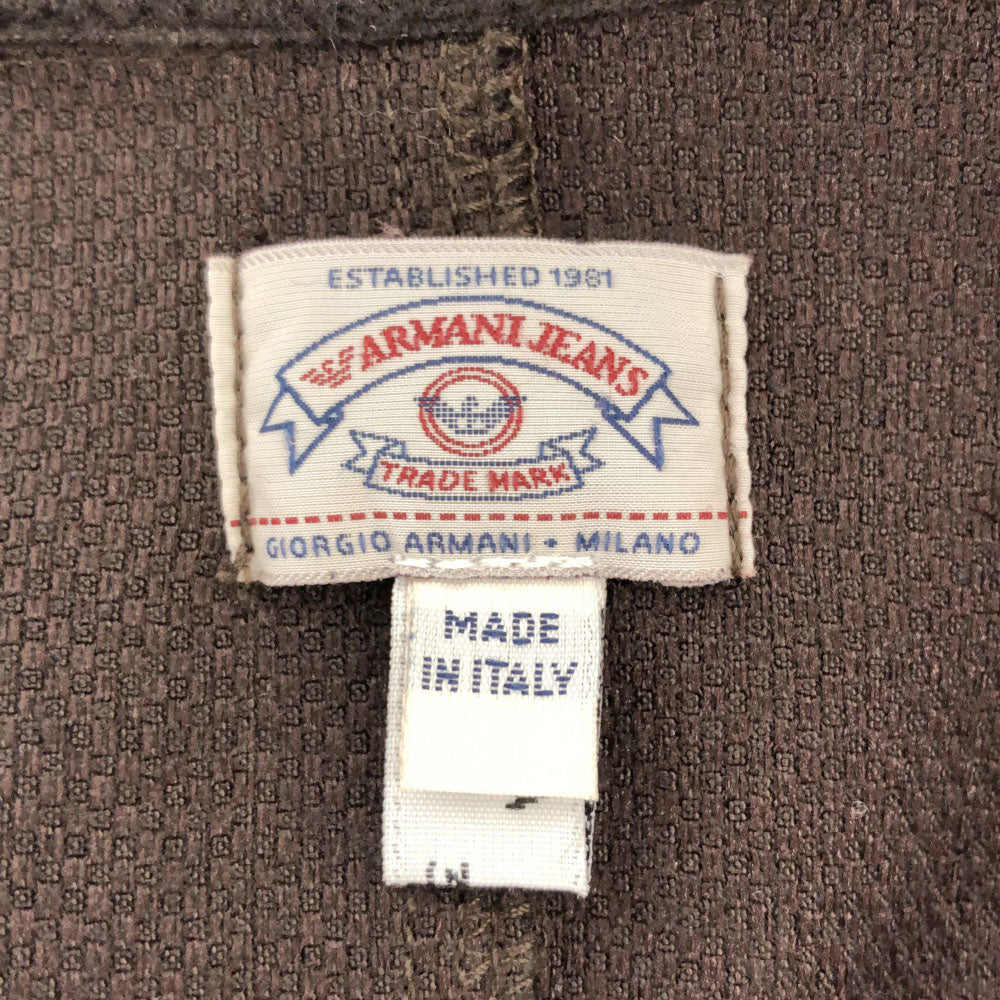 ESTABLISHED 1981
ARMANI JEANS
TRADE MARK
GIORGIO ARMANI • MILANO
MADE
IN ITALY